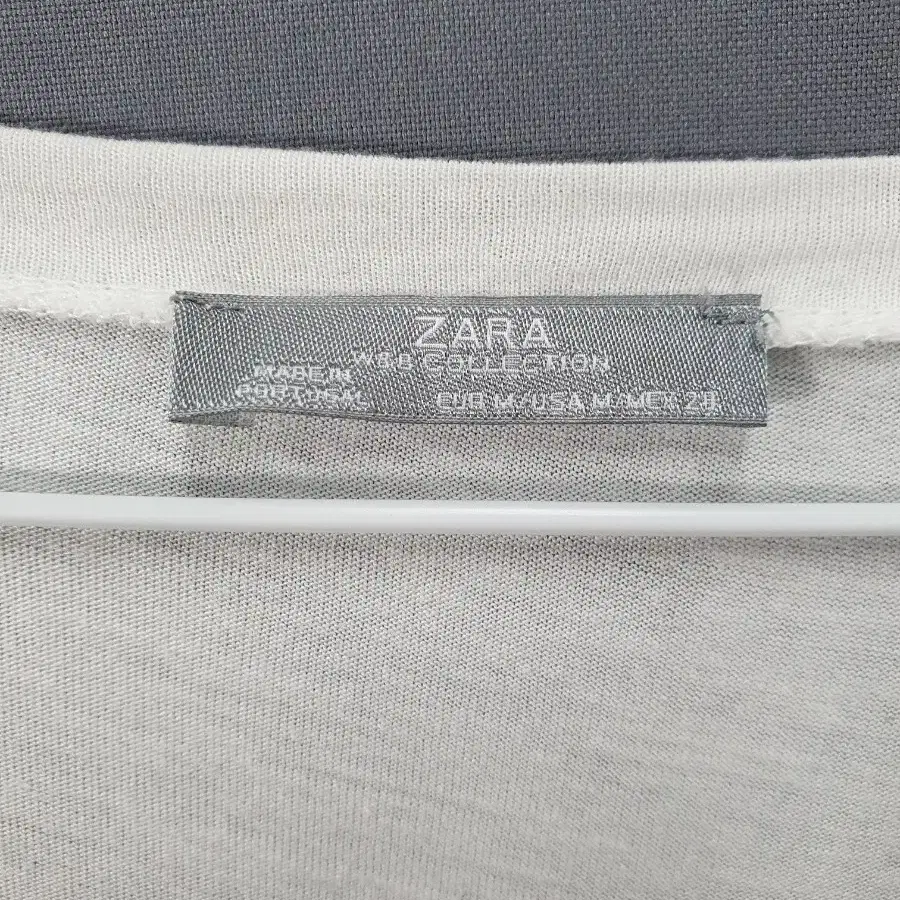 ZARA
W&B COLLECTION
MADE IN
PORTUGAL
EUR M/USA M/MEX 28